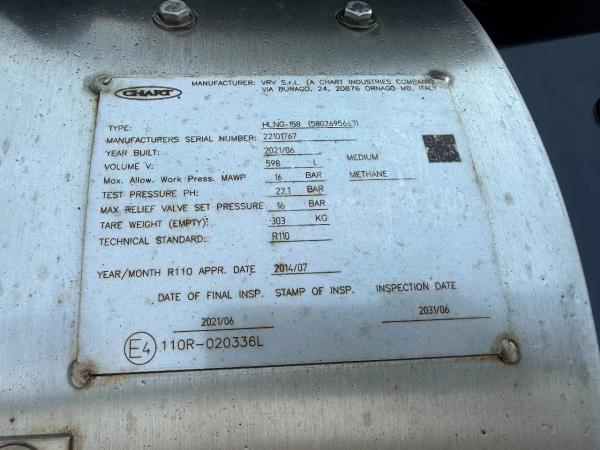 CHART
MANUFACTURER: VRV S.r.L. (A CHART INDUSTRIES COMPANY)
VIA BURAGO, 24, 20876 ORNAGO MB, ITALY
TYPE: HLNG-158 (5802695663)
MANUFACTURERS SERIAL NUMBER: 22101767
YEAR BUILT: 2021/06
VOLUME V: 598 L MEDIUM
Max. Allow. Work Press. MAWP 16 BAR METHANE
TEST PRESSURE PH: 22.1 BAR
MAX RELIEF VALVE SET PRESSURE 16 BAR
TARE WEIGHT (EMPTY): 303 KG
TECHNICAL STANDARD: R110
YEAR/MONTH R110 APPR. DATE 2014/07
DATE OF FINAL INSP. STAMP OF INSP. INSPECTION DATE
2021/06 2031/06
E4 110R-020336L